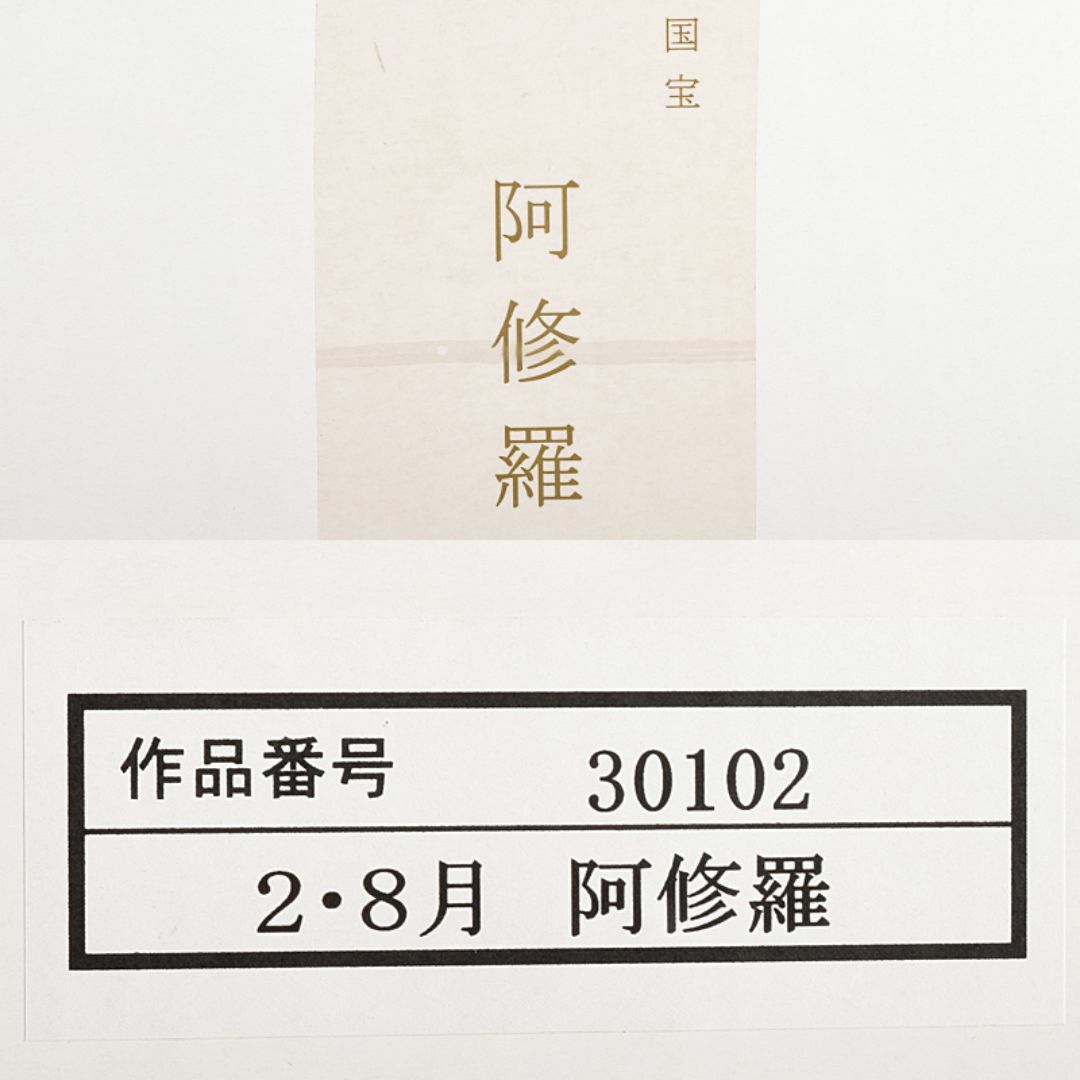 国宝
阿修羅
作品番号 30102
2・8月 阿修羅